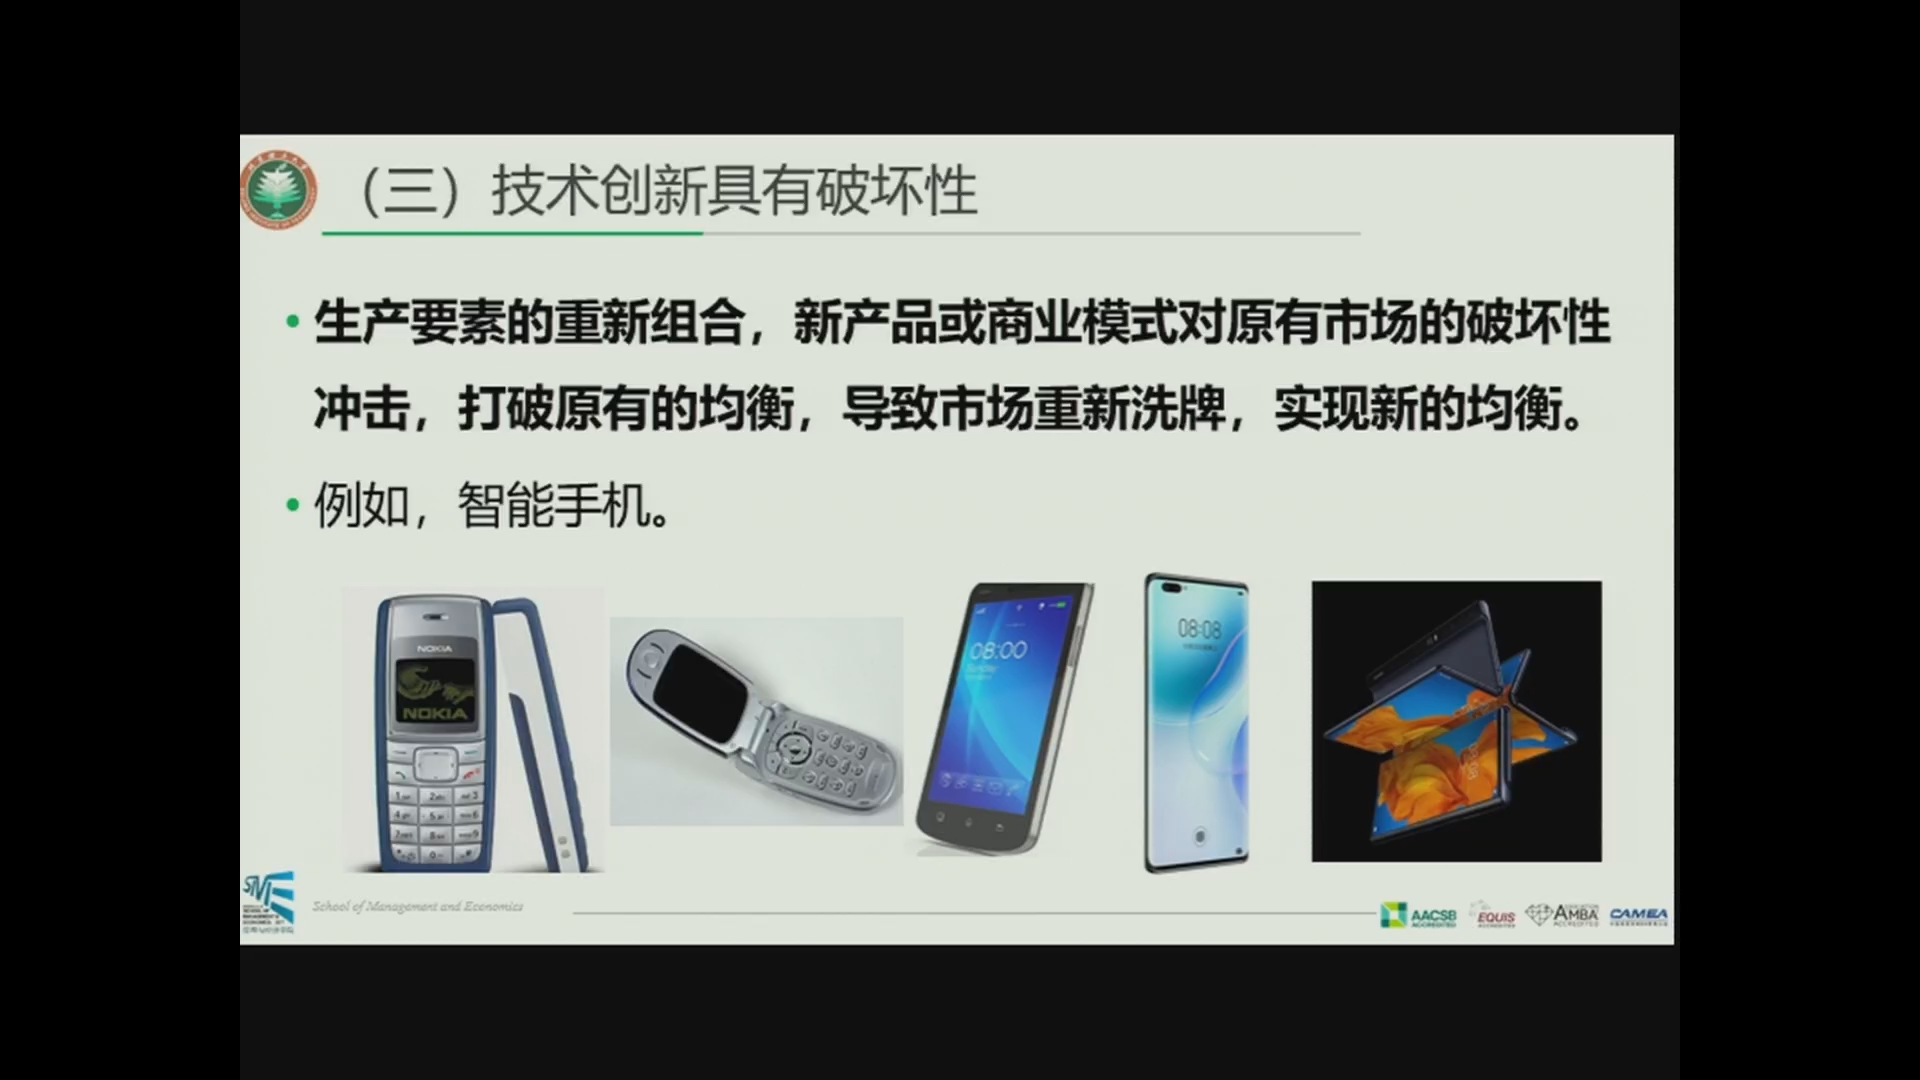 （三）技术创新具有破坏性
• 生产要素的重新组合，新产品或商业模式对原有市场的破坏性
冲击，打破原有的均衡，导致市场重新洗牌，实现新的均衡。
• 例如，智能手机。
NOKIA
NOKIA
08:00
08:08
School of Management and Economics
AACSB
ACCREDITED
EQUIS
ACCREDITED
AMBA
ACCREDITED
CAMEA